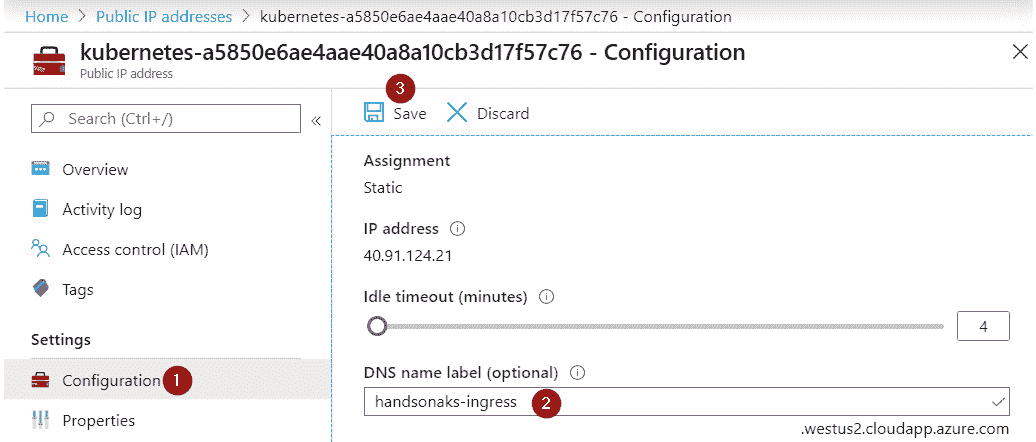 Home > Public IP addresses > kubernetes-a5850e6ae4aae40a8a10cb3d17f57c76 - Configuration
kubernetes-a5850e6ae4aae40a8a10cb3d17f57c76 - Configuration
Public IP address
Search (Ctrl+/)
«
Overview
Activity log
Access control (IAM)
Tags
Settings
Configuration 1
Properties
3
Save Discard
Assignment
Static
IP address
40.91.124.21
Idle timeout (minutes)
4
DNS name label (optional)
handsonaks-ingress 2
.westus2.cloudapp.azure.com